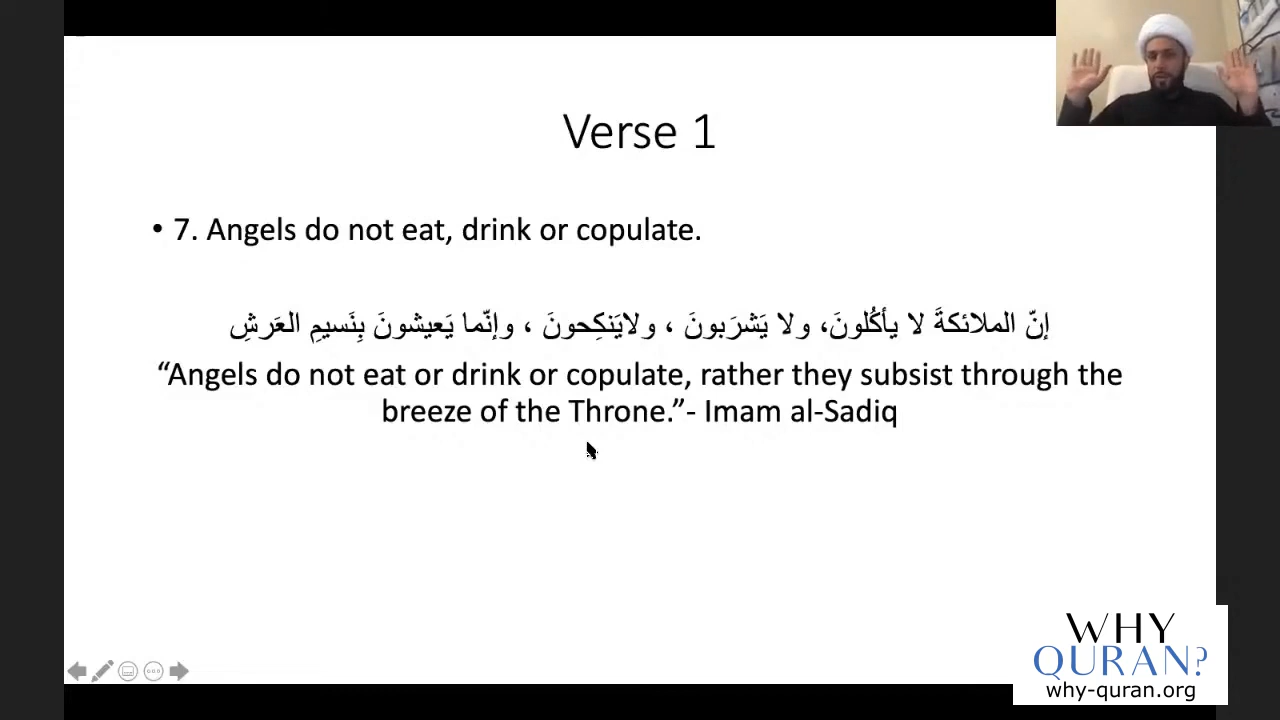 Verse 1
• 7. Angels do not eat, drink or copulate.
إنّ الملائكةَ لا يأكُلونَ، ولا يَشرَبونَ ، ولايَنكِحونَ ، وإنّما يَعيشونَ بِنَسيمِ العَرشِ
“Angels do not eat or drink or copulate, rather they subsist through the
breeze of the Throne.”- Imam al-Sadiq
WHY
QURAN?
why-quran.org